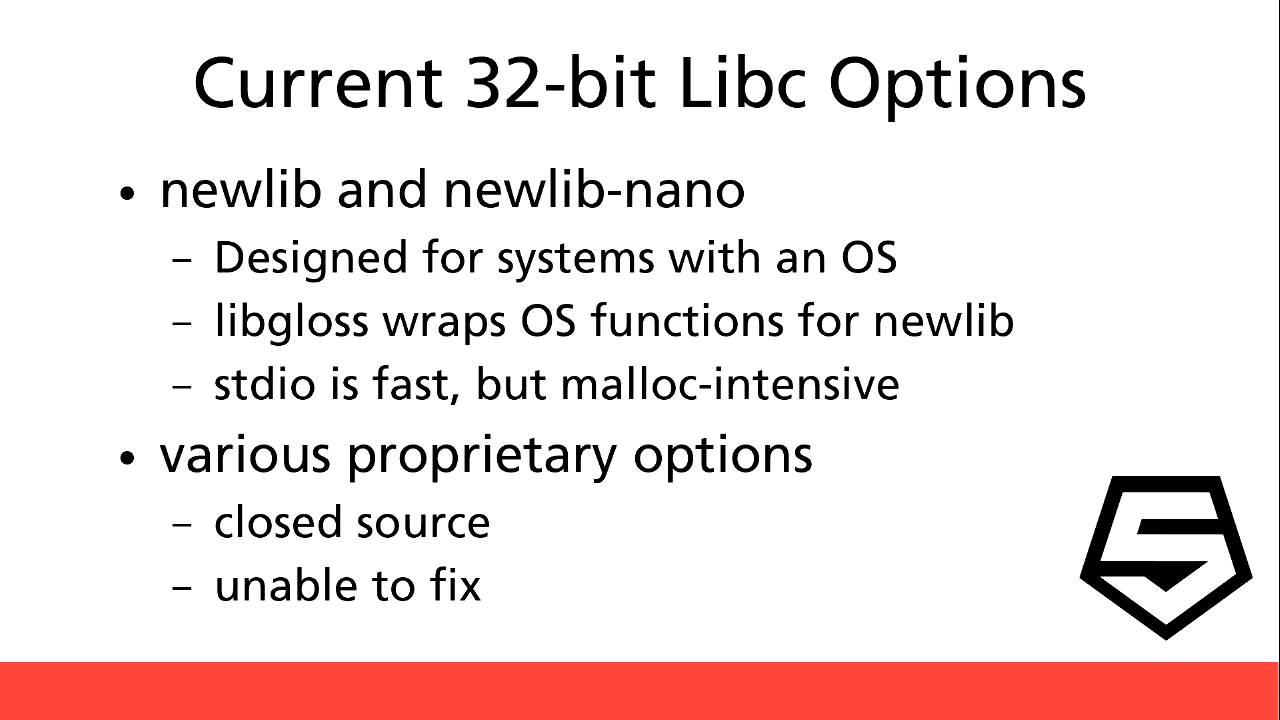 Current 32-bit Libc Options
• newlib and newlib-nano
– Designed for systems with an OS
– libgloss wraps OS functions for newlib
– stdio is fast, but malloc-intensive
• various proprietary options
– closed source
– unable to fix